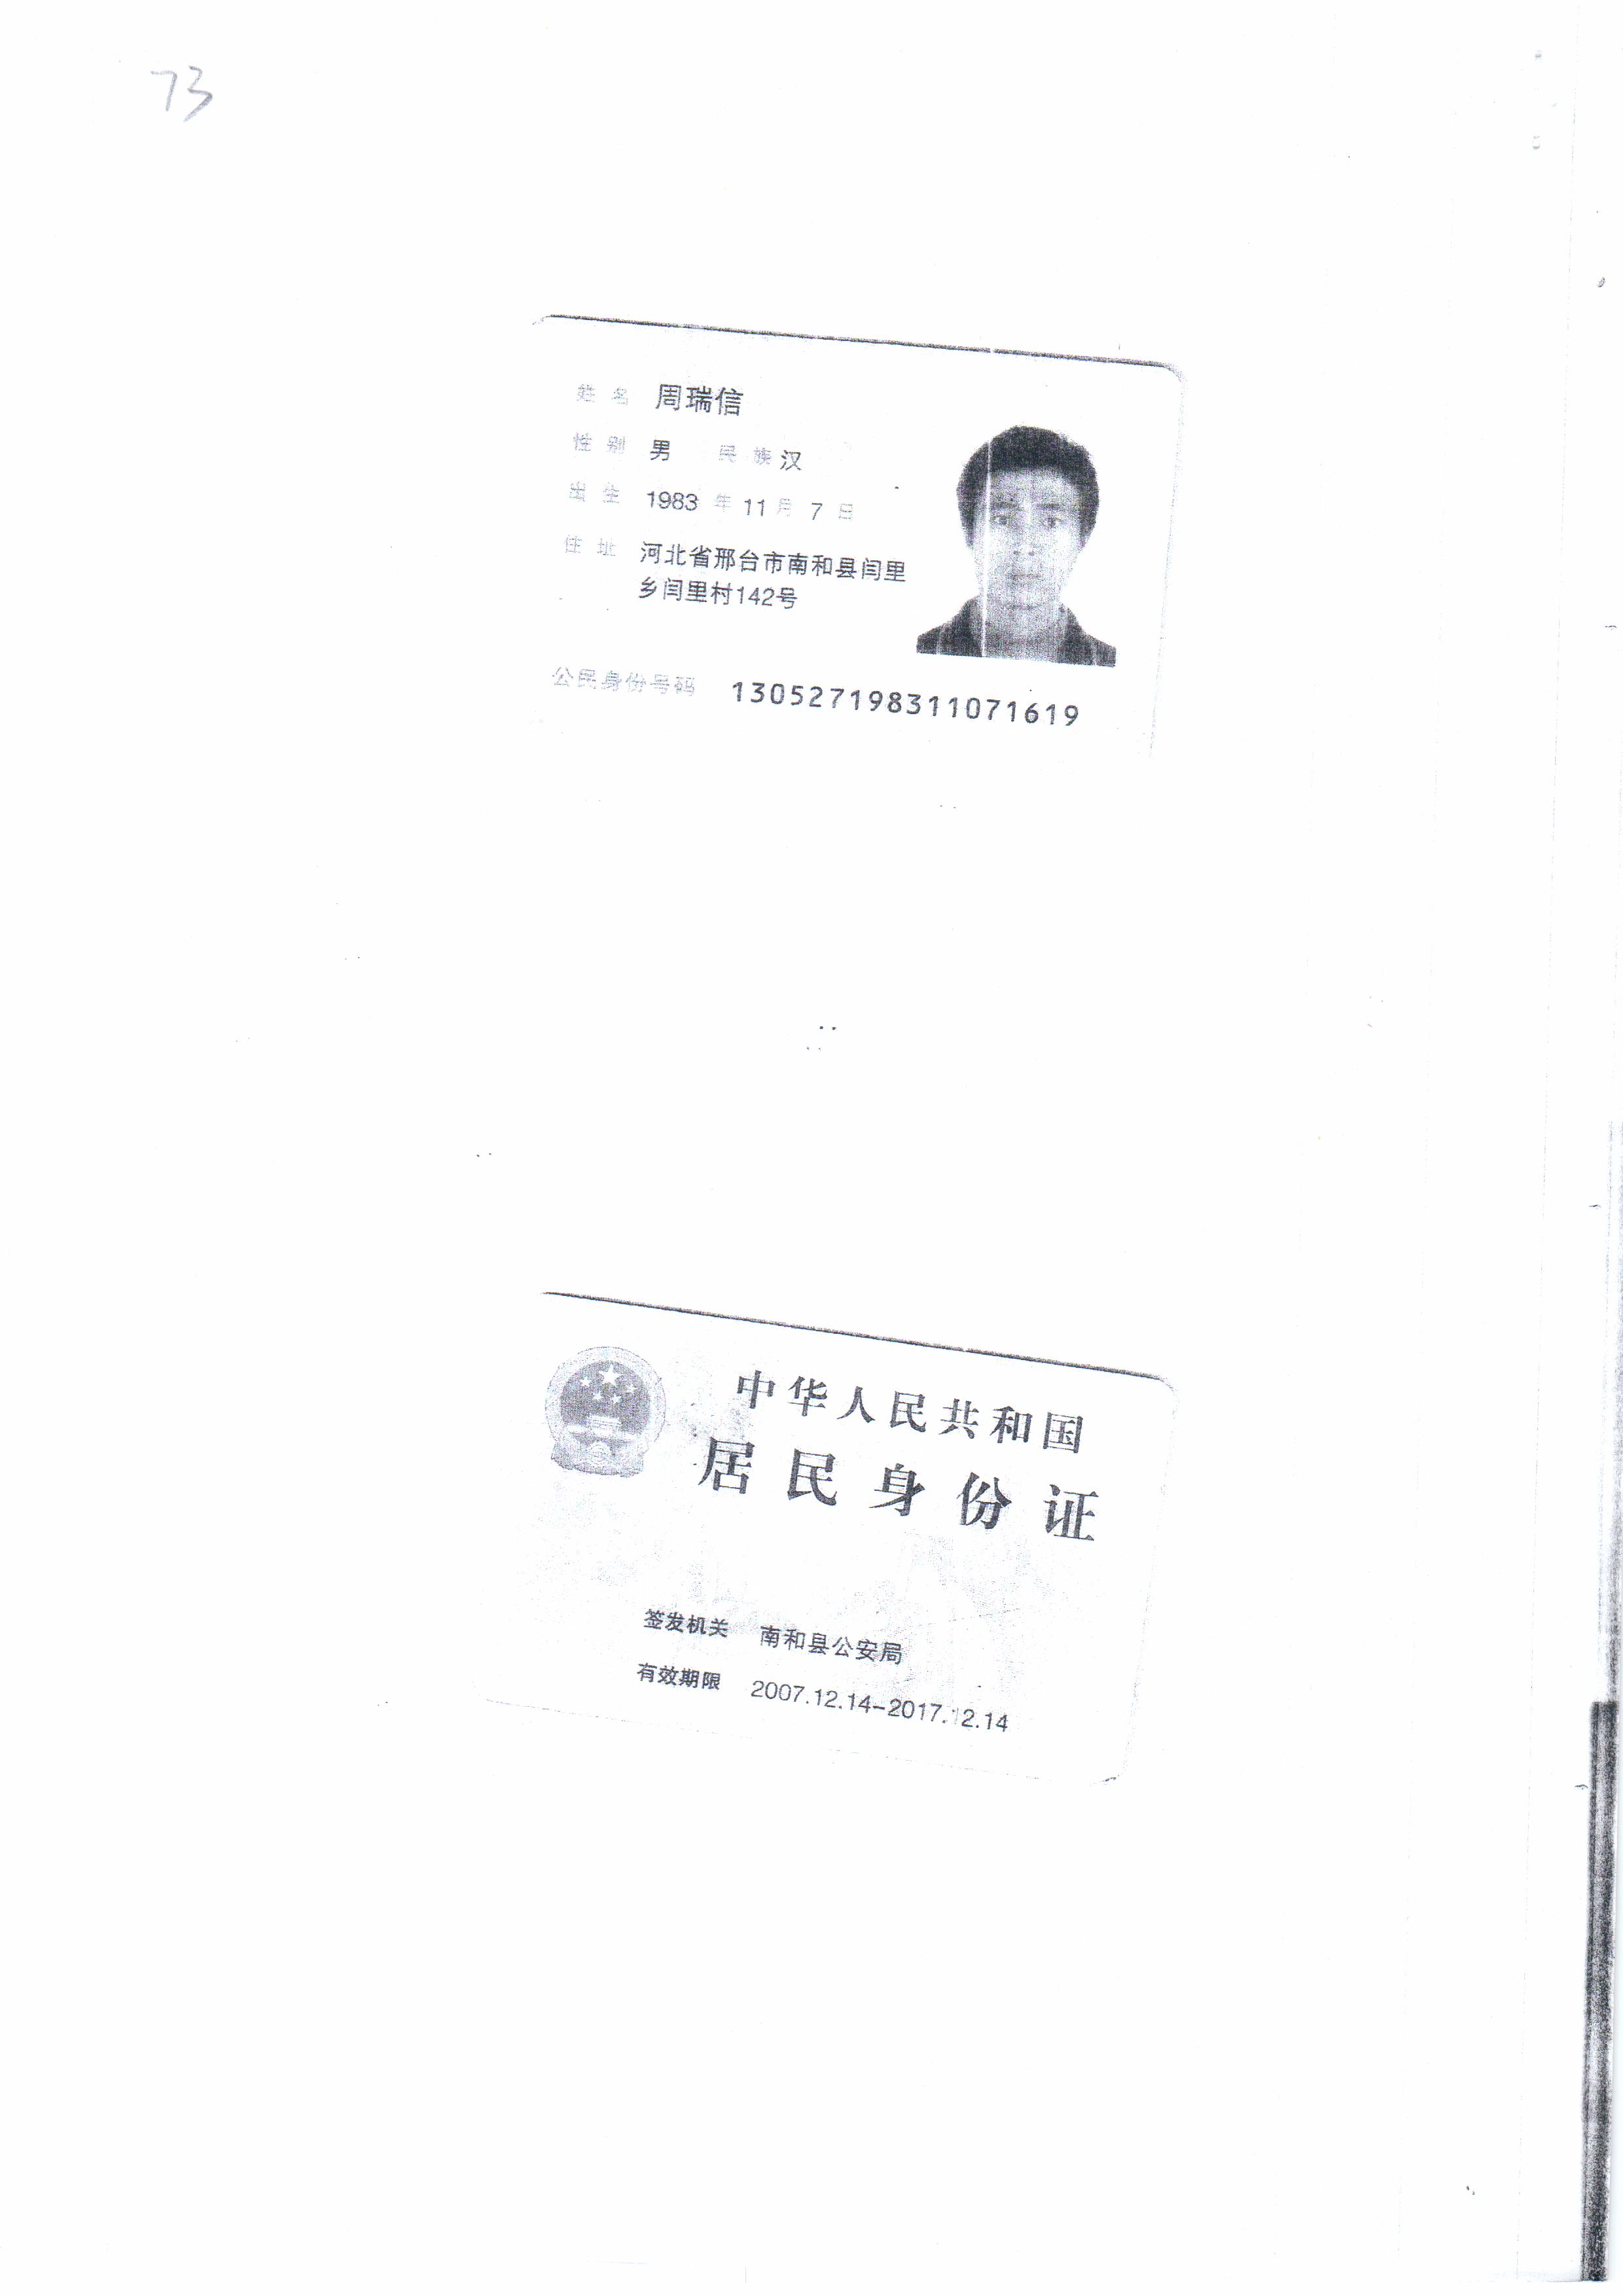 73
姓名 周瑞信
性别 男 民族 汉
出生 1983 年 11 月 7 日
住址 河北省邢台市南和县闫里
乡闫里村142号
公民身份号码 130527198311071619
中华人民共和国
居民身份证
签发机关 南和县公安局
有效期限 2007.12.14-2017.12.14